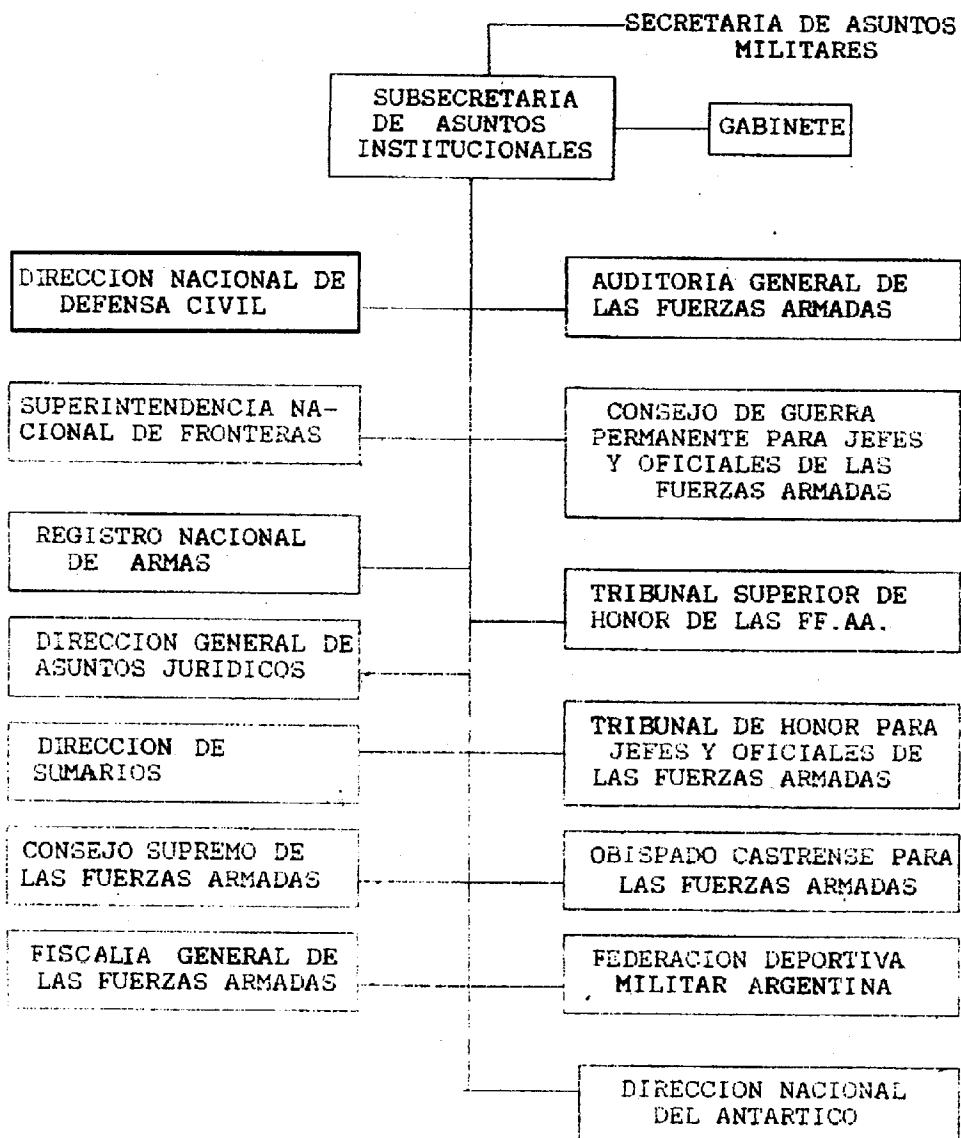 SECRETARIA DE ASUNTOS
MILITARES
SUBSECRETARIA
DE ASUNTOS
INSTITUCIONALES
GABINETE
DIRECCION NACIONAL DE
DEFENSA CIVIL
AUDITORIA GENERAL DE
LAS FUERZAS ARMADAS
SUPERINTENDENCIA NA-
CIONAL DE FRONTERAS
CONSEJO DE GUERRA
PERMANENTE PARA JEFES
Y OFICIALES DE LAS
FUERZAS ARMADAS
REGISTRO NACIONAL
DE ARMAS
TRIBUNAL SUPERIOR DE
HONOR DE LAS FF.AA.
DIRECCION GENERAL DE
ASUNTOS JURIDICOS
TRIBUNAL DE HONOR PARA
JEFES Y OFICIALES DE
LAS FUERZAS ARMADAS
DIRECCION DE
SUMARIOS
CONSEJO SUPREMO DE
LAS FUERZAS ARMADAS
OBISPADO CASTRENSE PARA
LAS FUERZAS ARMADAS
FISCALIA GENERAL DE
LAS FUERZAS ARMADAS
FEDERACION DEPORTIVA
MILITAR ARGENTINA
DIRECCION NACIONAL
DEL ANTARTICO